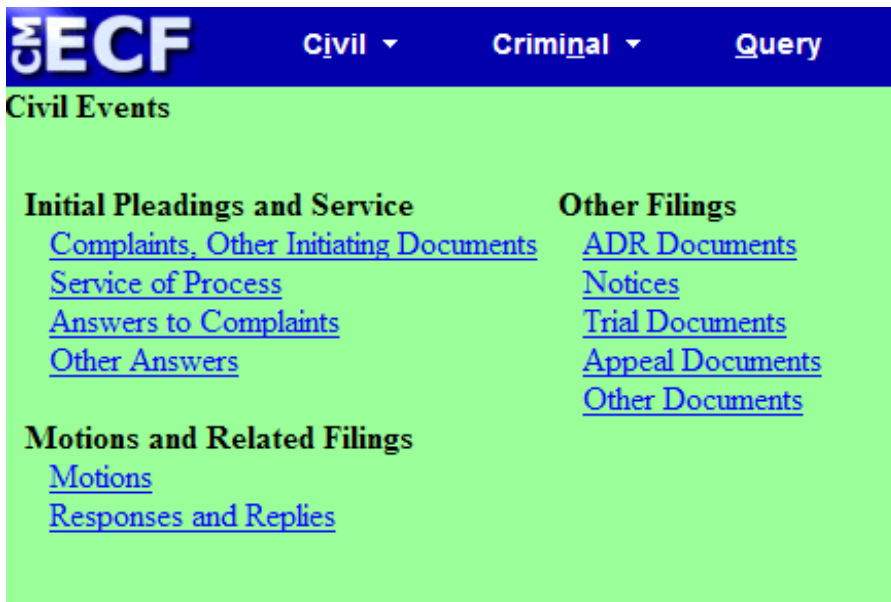 CM ECF Civil Criminal Query
Civil Events
Initial Pleadings and Service
Complaints, Other Initiating Documents
Service of Process
Answers to Complaints
Other Answers
Motions and Related Filings
Motions
Responses and Replies
Other Filings
ADR Documents
Notices
Trial Documents
Appeal Documents
Other Documents